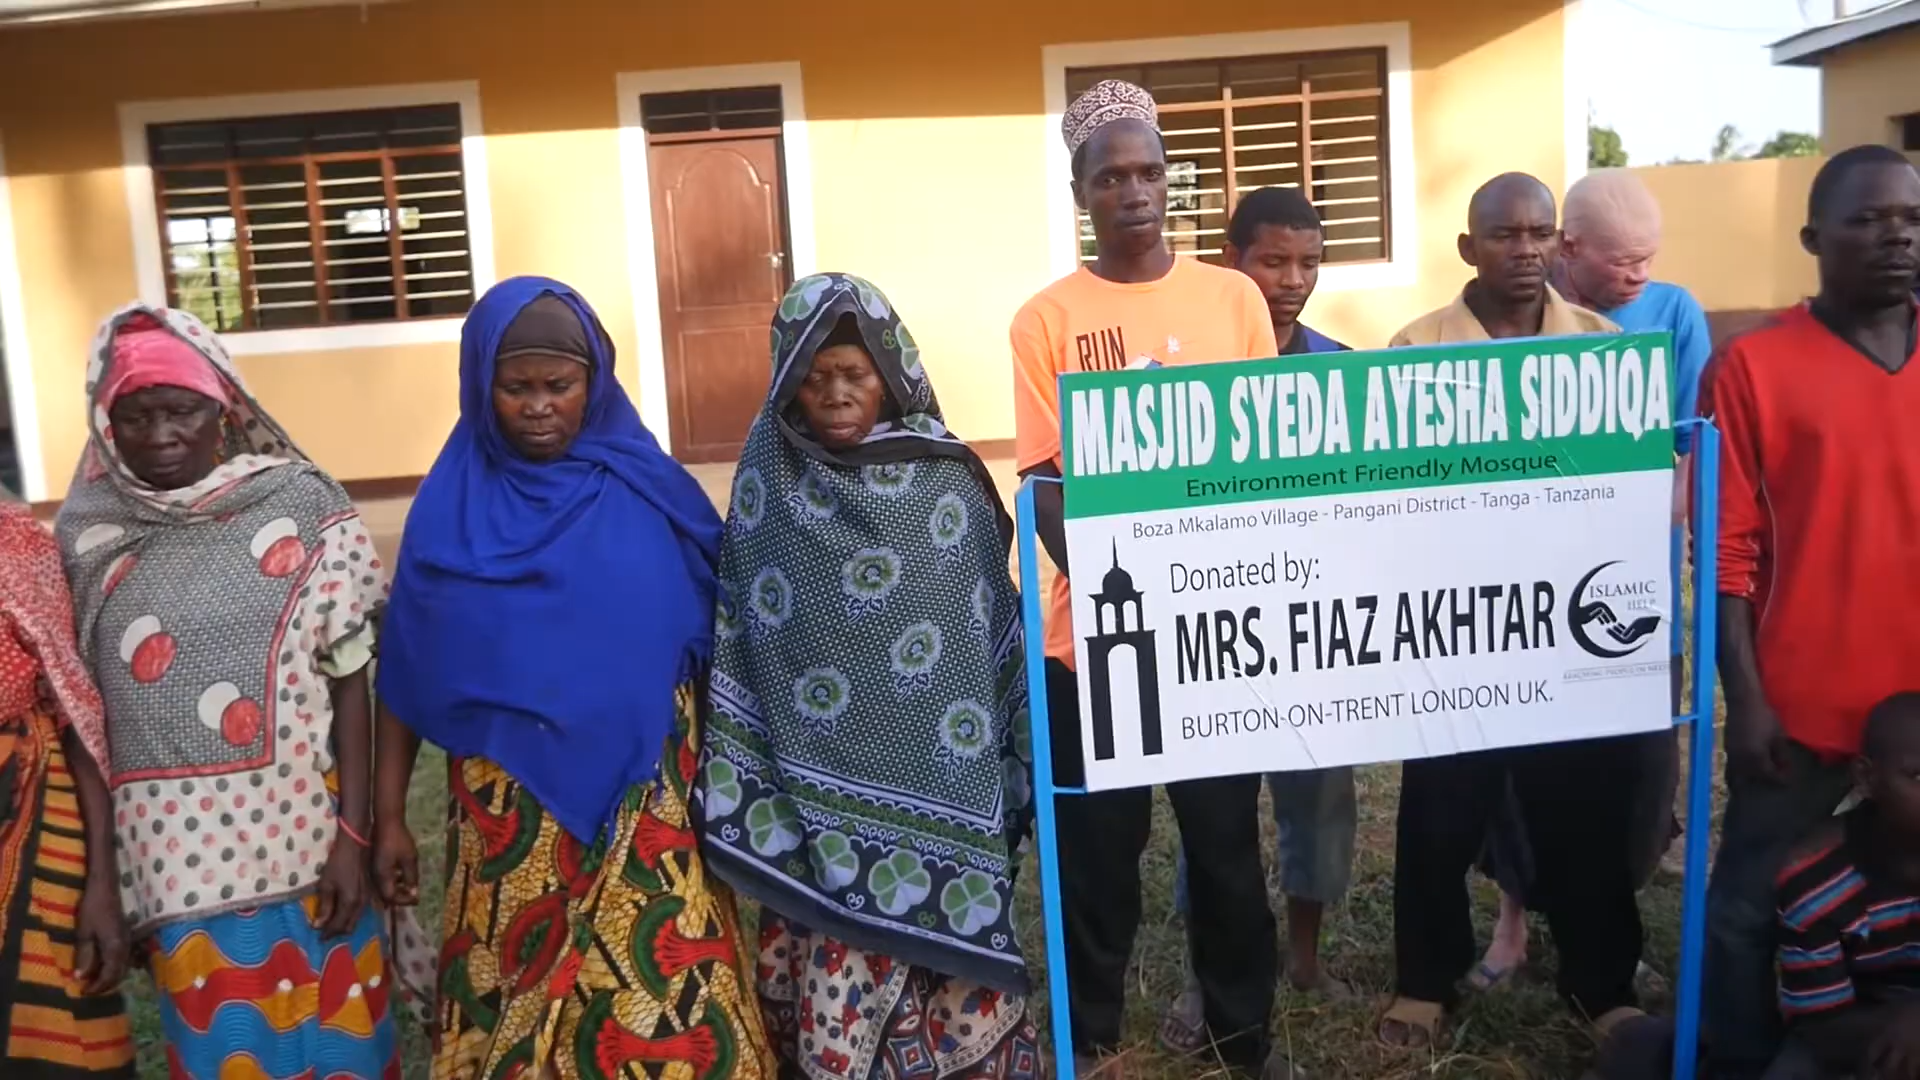 RUN
MASJID SYEDA AYESHA SIDDIQA
Environment Friendly Mosque
Boza Mkalamo Village - Pangani District - Tanga - Tanzania
Donated by:
MRS. FIAZ AKHTAR
BURTON-ON-TRENT LONDON UK.
ISLAMIC
HELP